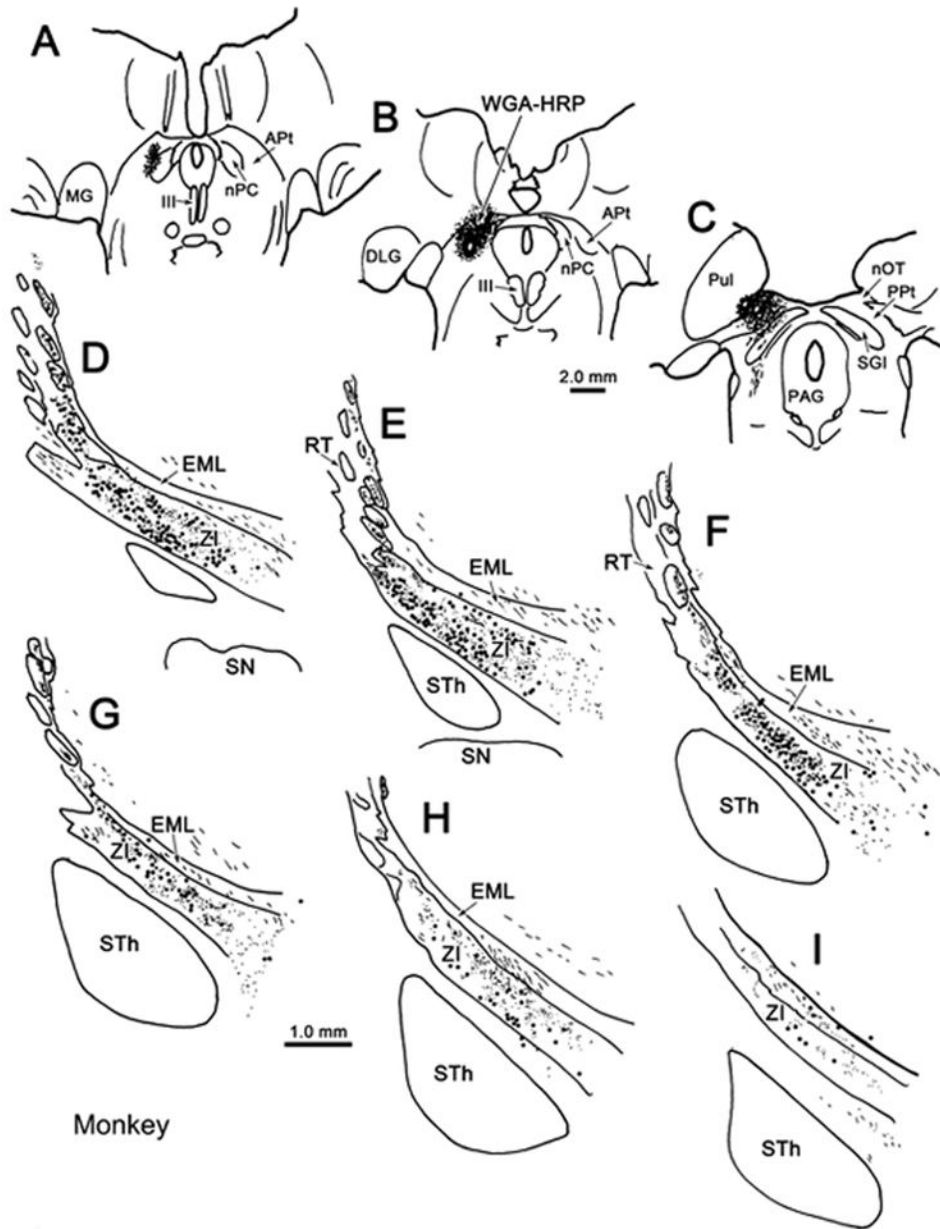 A
APt
nPC
MG
III
WGA-HRP
B
APt
nPC
DLG
III
2.0 mm
C
Pul
nOT
PPt
SGI
PAG
D
EML
ZI
SN
E
RT
EML
ZI
STh
SN
F
RT
EML
ZI
STh
G
EML
ZI
STh
1.0 mm
H
EML
ZI
STh
I
ZI
STh
Monkey